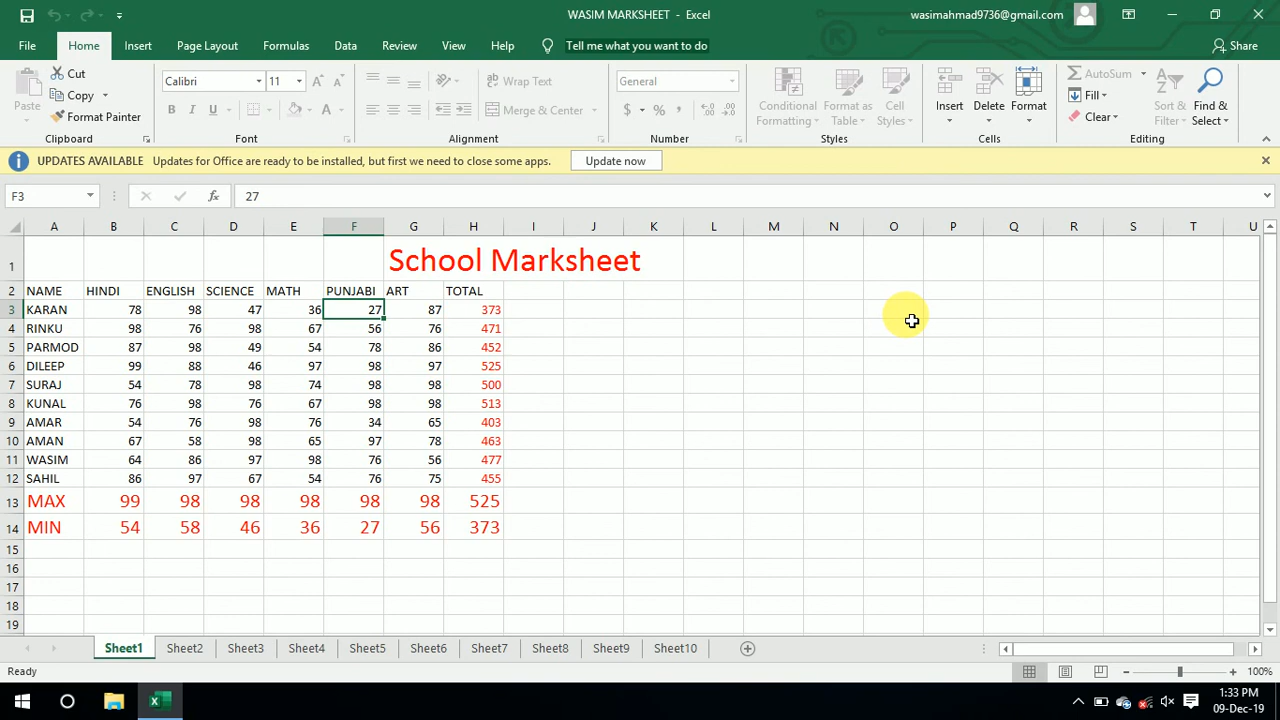 WASIM MARKSHEET - Excel
wasimahmad9736@gmail.com
File Home Insert Page Layout Formulas Data Review View Help Tell me what you want to do Share
Paste
Cut
Copy
Format Painter
Clipboard
Calibri 11
B I U
Font
Wrap Text
Merge & Center
Alignment
General
$ % ,
Number
Conditional Formatting
Format as Table
Cell Styles
Styles
Insert Delete Format
Cells
AutoSum
Fill
Clear
Sort & Filter
Find & Select
Editing
UPDATES AVAILABLE Updates for Office are ready to be installed, but first we need to close some apps. Update now
F3 fx 27
A B C D E F G H I J K L M N O P Q R S T U
1 School Marksheet
2 NAME HINDI ENGLISH SCIENCE MATH PUNJABI ART TOTAL
3 KARAN 78 98 47 36 27 87 373
4 RINKU 98 76 98 67 56 76 471
5 PARMOD 87 98 49 54 78 86 452
6 DILEEP 99 88 46 97 98 97 525
7 SURAJ 54 78 98 74 98 98 500
8 KUNAL 76 98 76 67 98 98 513
9 AMAR 54 76 98 76 34 65 403
10 AMAN 67 58 98 65 97 78 463
11 WASIM 64 86 97 98 76 56 477
12 SAHIL 86 97 67 54 76 75 455
13 MAX 99 98 98 98 98 98 525
14 MIN 54 58 46 36 27 56 373
15
16
17
18
19
Sheet1 Sheet2 Sheet3 Sheet4 Sheet5 Sheet6 Sheet7 Sheet8 Sheet9 Sheet10
Ready 100%
1:33 PM
09-Dec-19